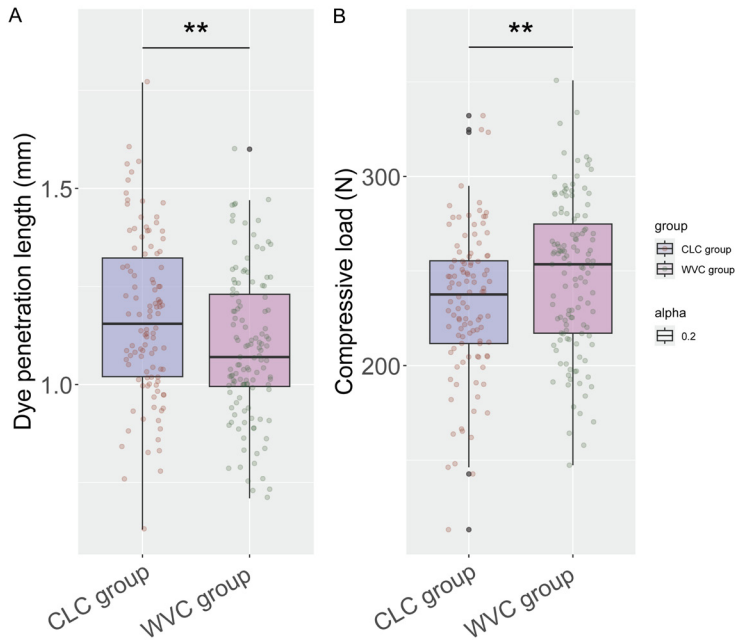 A
**
Dye penetration length (mm)
1.5
1.0
CLC group
WVC group
B
**
Compressive load (N)
300
200
CLC group
WVC group
group
CLC group
WVC group
alpha
0.2